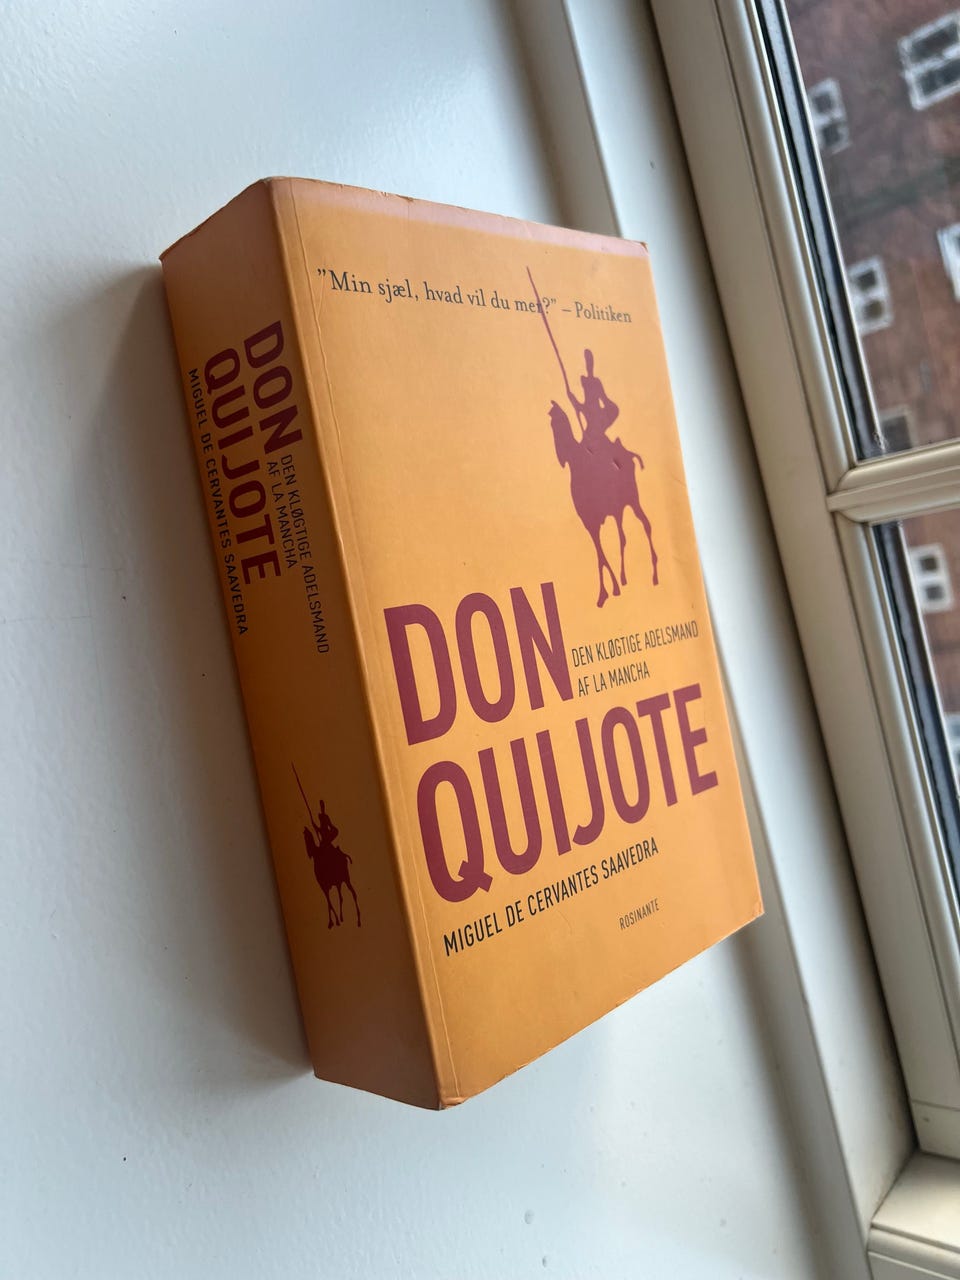 ”Min sjæl, hvad vil du mer?” – Politiken
DON
DEN KLØGTIGE ADELSMAND
AF LA MANCHA
QUIJOTE
MIGUEL DE CERVANTES SAAVEDRA
ROSINANTE
DON
DEN KLØGTIGE ADELSMAND
AF LA MANCHA
QUIJOTE
MIGUEL DE CERVANTES SAAVEDRA